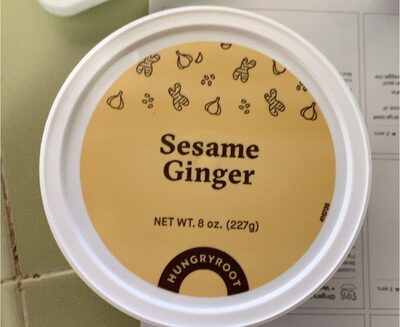 Sesame
Ginger
NET WT. 8 oz. (227g)
HUNGRYROOT